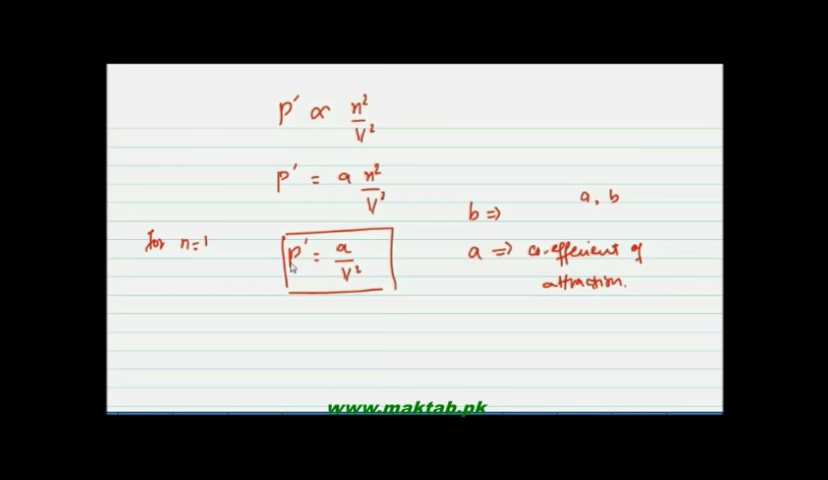 P′ ∝ n²/V²
P′ = a n²/V²
a, b
b ⇒
for n=1
P′ = a/V²
a ⇒ co-efficient of
attraction.
www.maktab.pk